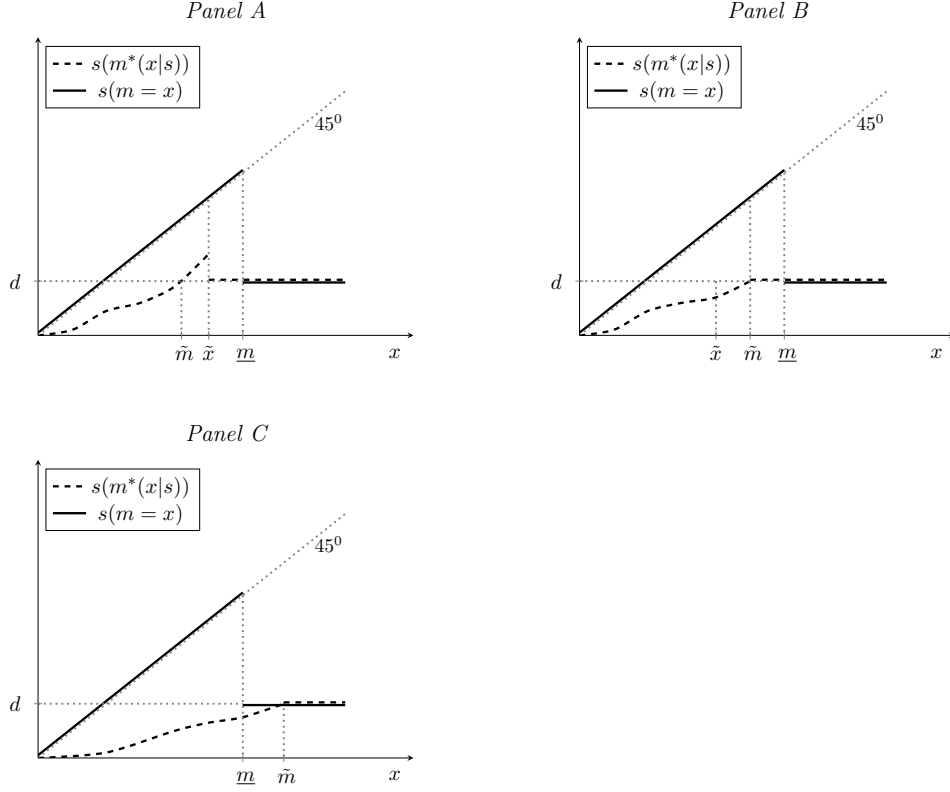 Panel A
s(m*(x|s))
s(m = x)
45⁰
d
m̃ x̃ m̲ x
Panel B
s(m*(x|s))
s(m = x)
45⁰
d
x̃ m̃ m̲ x
Panel C
s(m*(x|s))
s(m = x)
45⁰
d
m̲ m̃ x